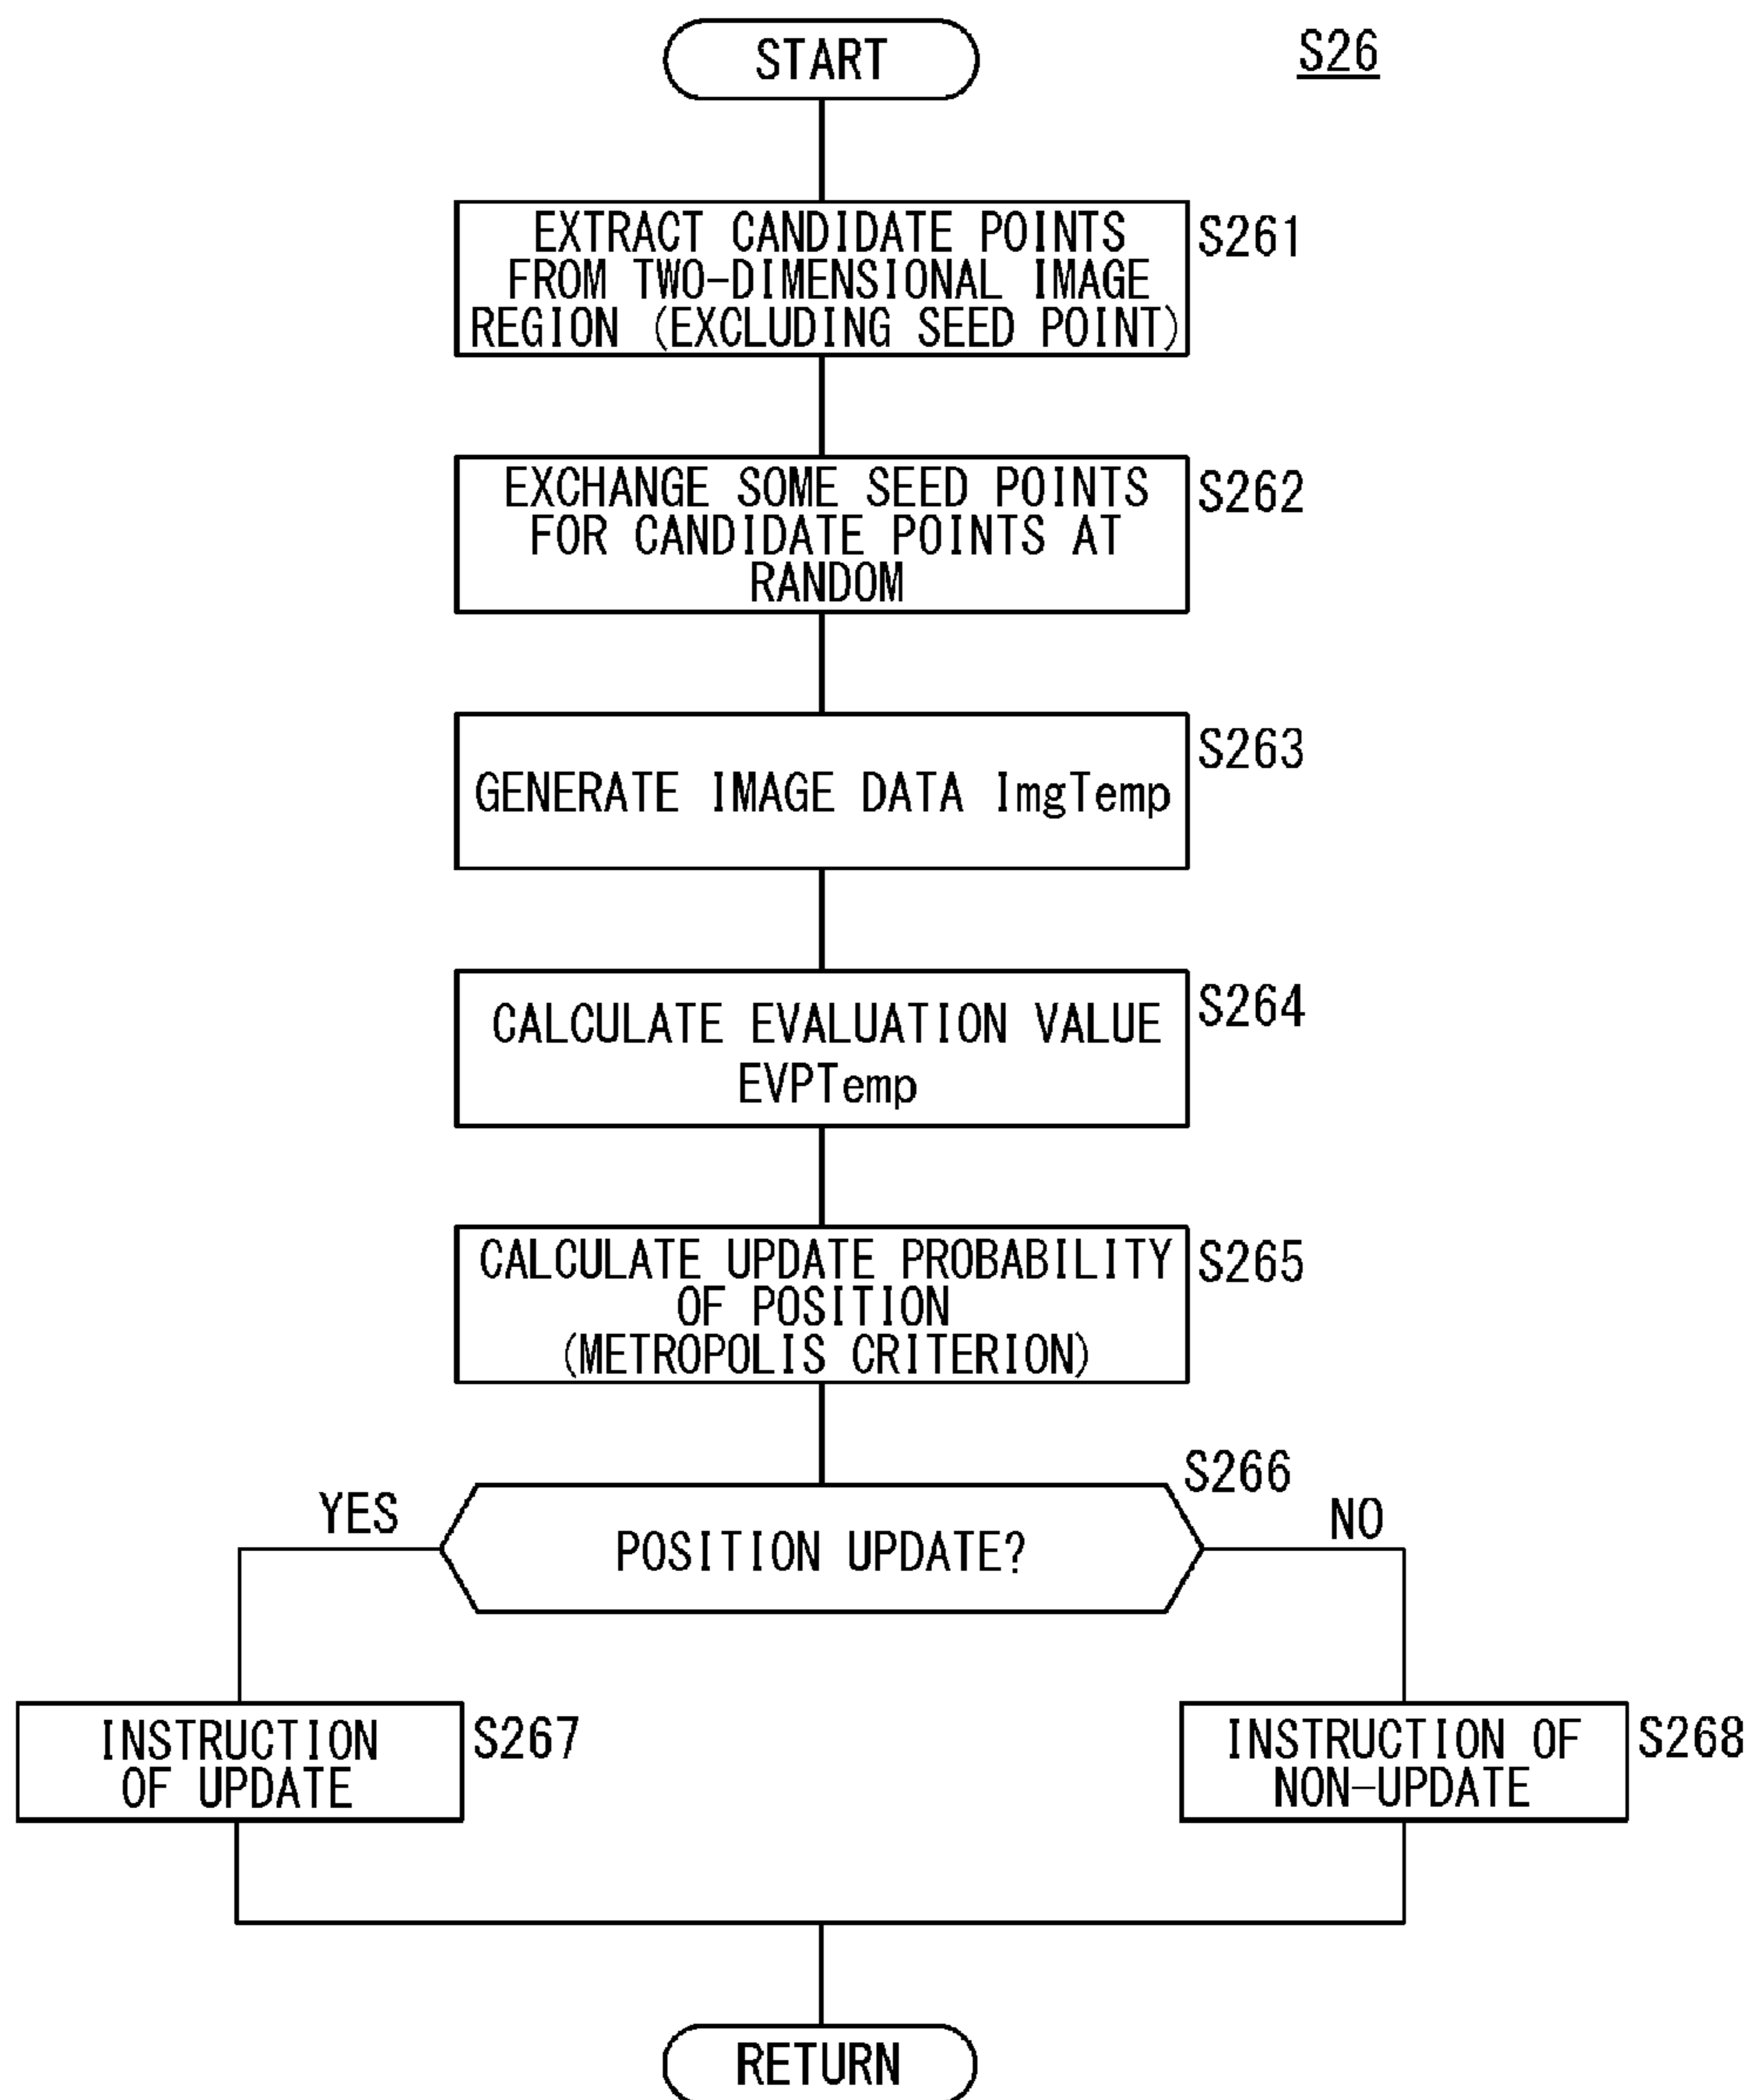 START
S26
EXTRACT CANDIDATE POINTS
FROM TWO-DIMENSIONAL IMAGE
REGION (EXCLUDING SEED POINT)
S261
EXCHANGE SOME SEED POINTS
FOR CANDIDATE POINTS AT
RANDOM
S262
GENERATE IMAGE DATA ImgTemp
S263
CALCULATE EVALUATION VALUE
EVPTemp
S264
CALCULATE UPDATE PROBABILITY
OF POSITION
(METROPOLIS CRITERION)
S265
POSITION UPDATE?
S266
YES
NO
INSTRUCTION
OF UPDATE
S267
INSTRUCTION OF
NON-UPDATE
S268
RETURN